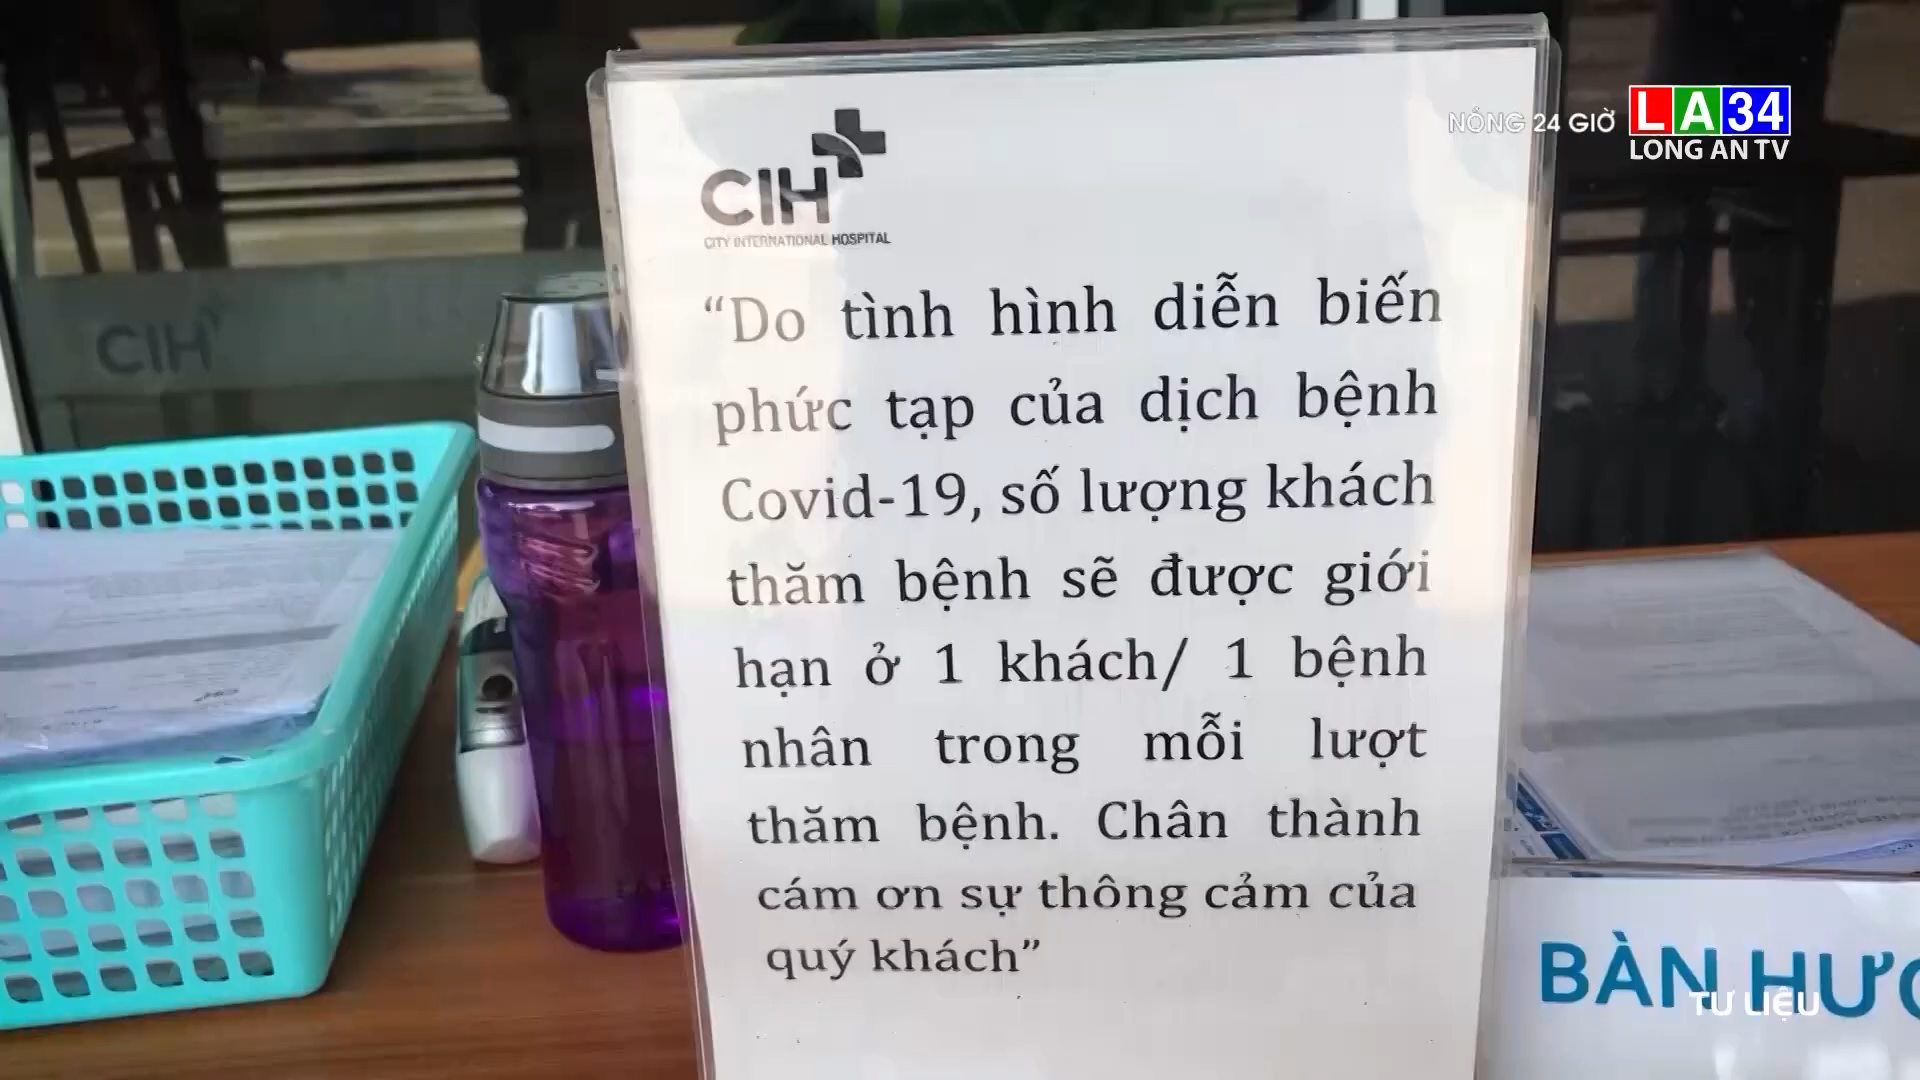 NÓNG 24 GIỜ
LA34
LONG AN TV
CIH
CITY INTERNATIONAL HOSPITAL
“Do tình hình diễn biến
phức tạp của dịch bệnh
Covid-19, số lượng khách
thăm bệnh sẽ được giới
hạn ở 1 khách/ 1 bệnh
nhân trong mỗi lượt
thăm bệnh. Chân thành
cám ơn sự thông cảm của
quý khách”
CIH
BÀN HƯ
TƯ LIỆU